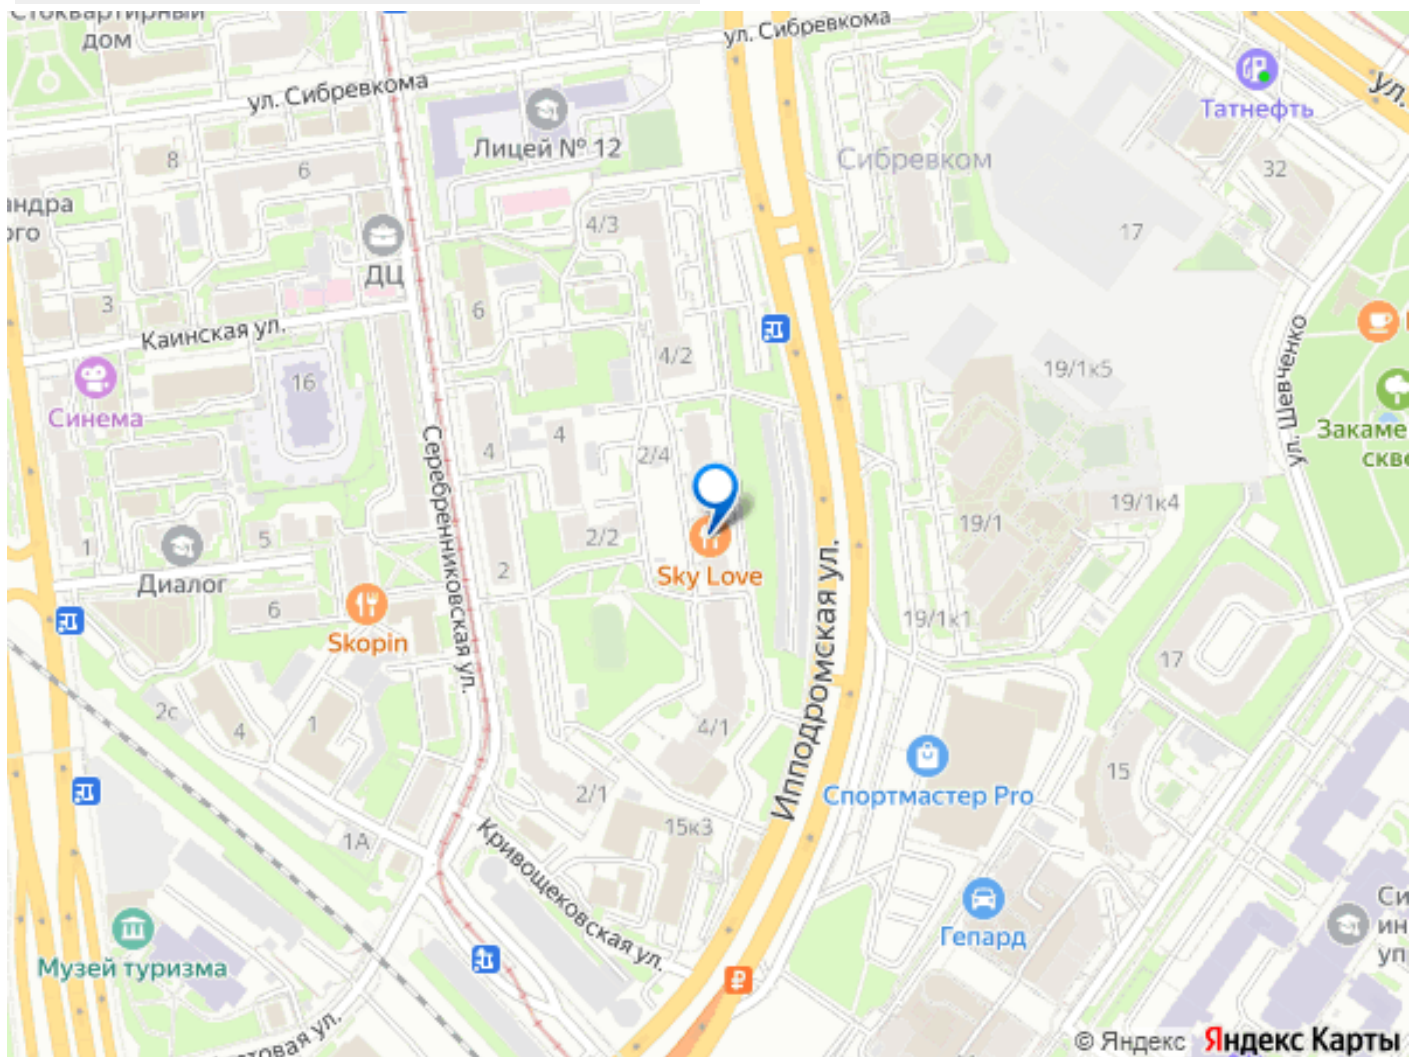 Стоквартирный
дом
ул. Сибревкома
ул. Сибревкома
Татнефть
ул.
Лицей № 12
Сибревком
8
6
32
4/3
17
ДЦ
3
6
Каинская ул.
4/2
19/1к5
ул. Шевченко
16
Синема
4
4
2/4
Серебренниковская ул.
19/1к4
19/1
1
5
2/2
Диалог
2
Sky Love
Ипподромская ул.
6
Skopin
19/1к1
17
2с
4
1
4/1
15
2/1
Спортмастер Pro
15к3
1А
Кривощековская ул.
Гепард
Музей туризма
© Яндекс Яндекс Карты